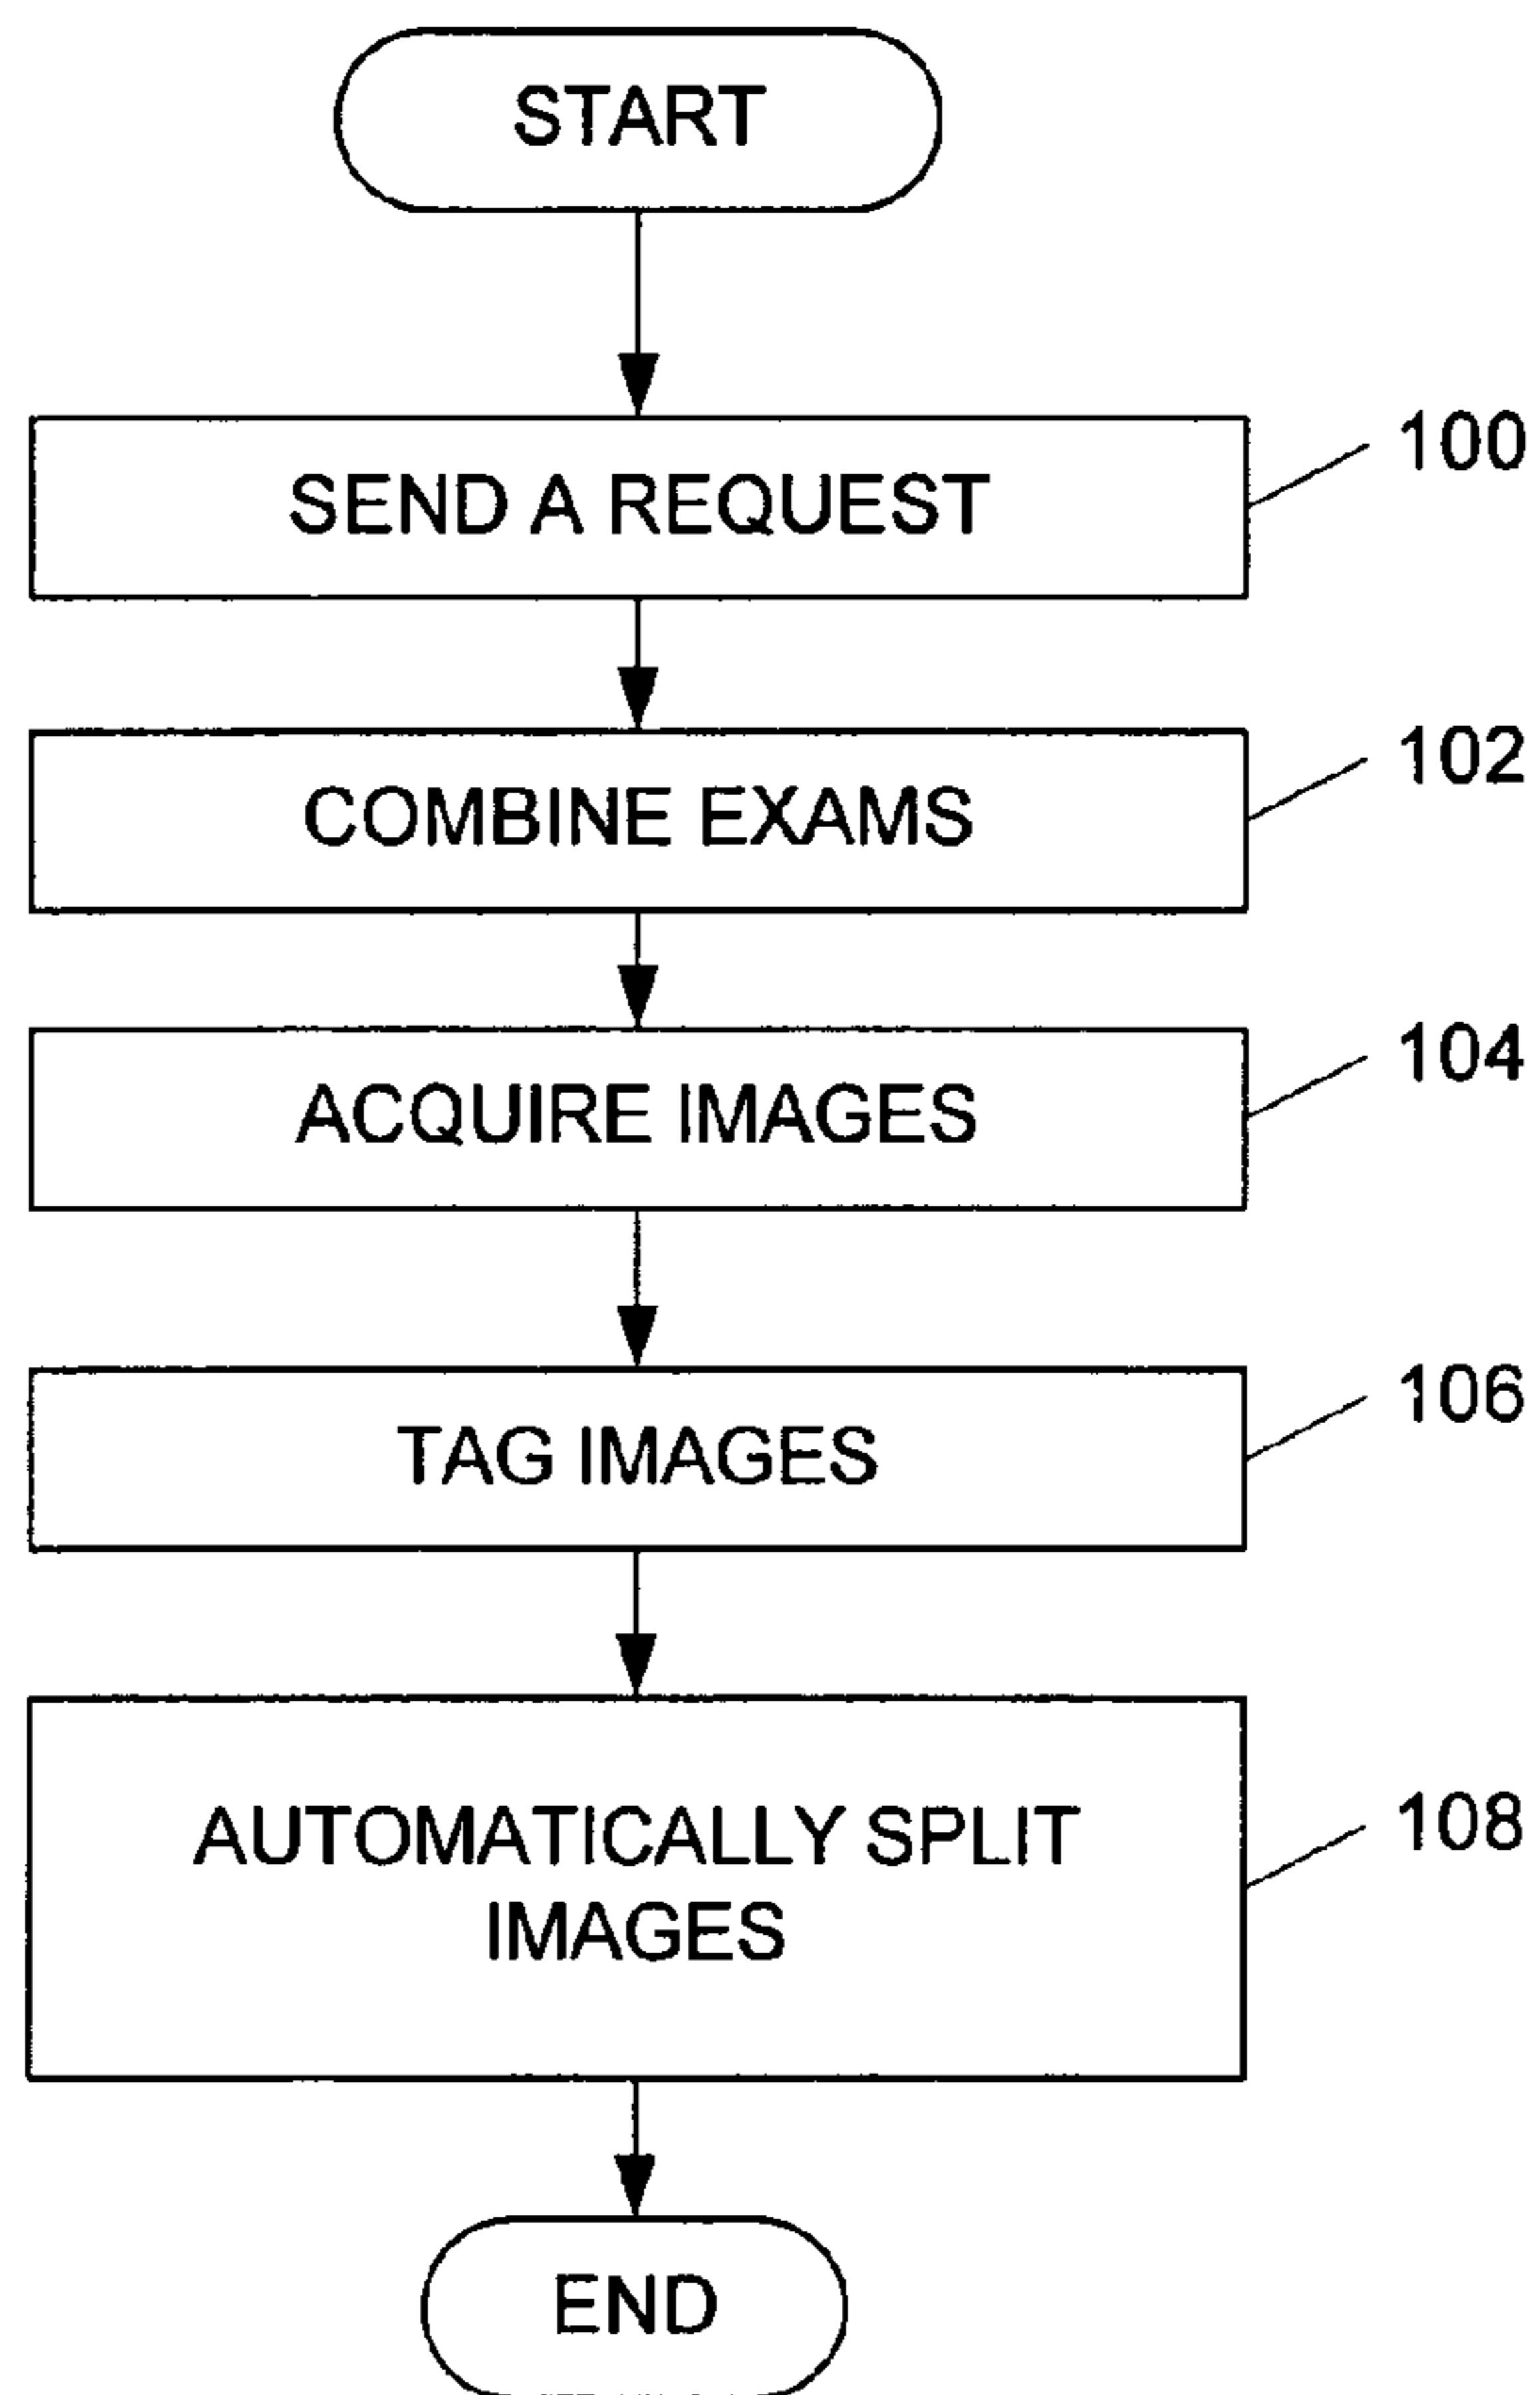 START
SEND A REQUEST
100
COMBINE EXAMS
102
ACQUIRE IMAGES
104
TAG IMAGES
106
AUTOMATICALLY SPLIT
IMAGES
108
END